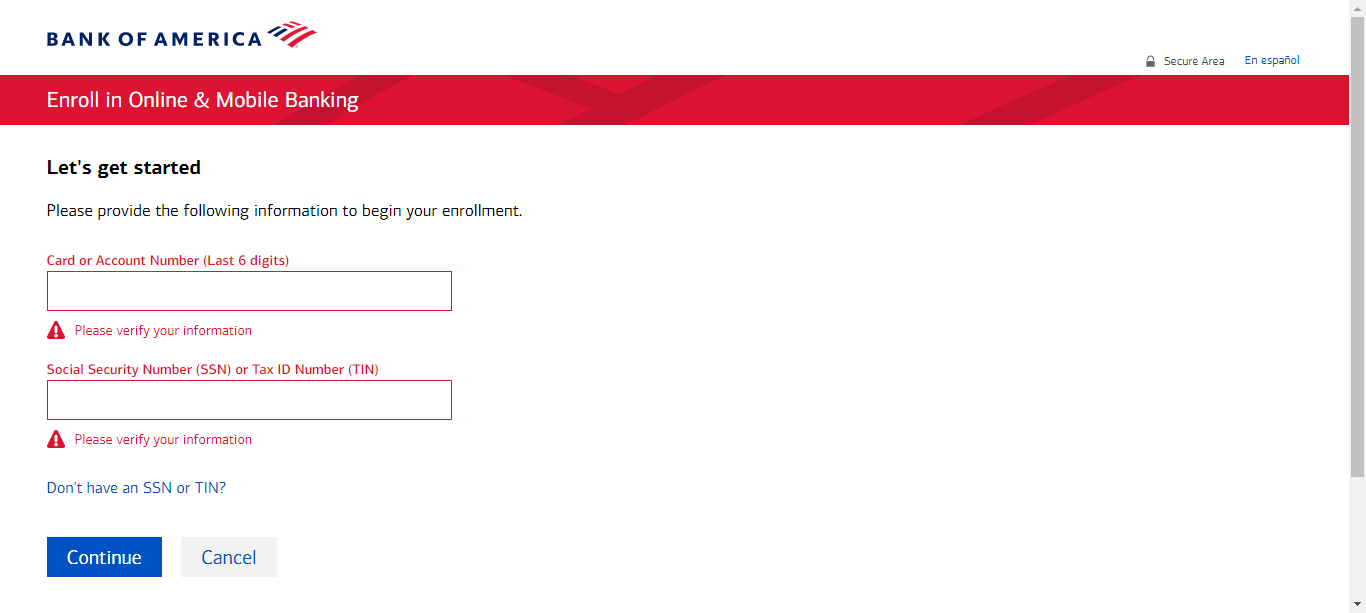 BANK OF AMERICA
Secure Area
En español
Enroll in Online & Mobile Banking
Let's get started
Please provide the following information to begin your enrollment.
Card or Account Number (Last 6 digits)
Please verify your information
Social Security Number (SSN) or Tax ID Number (TIN)
Please verify your information
Don't have an SSN or TIN?
Continue
Cancel